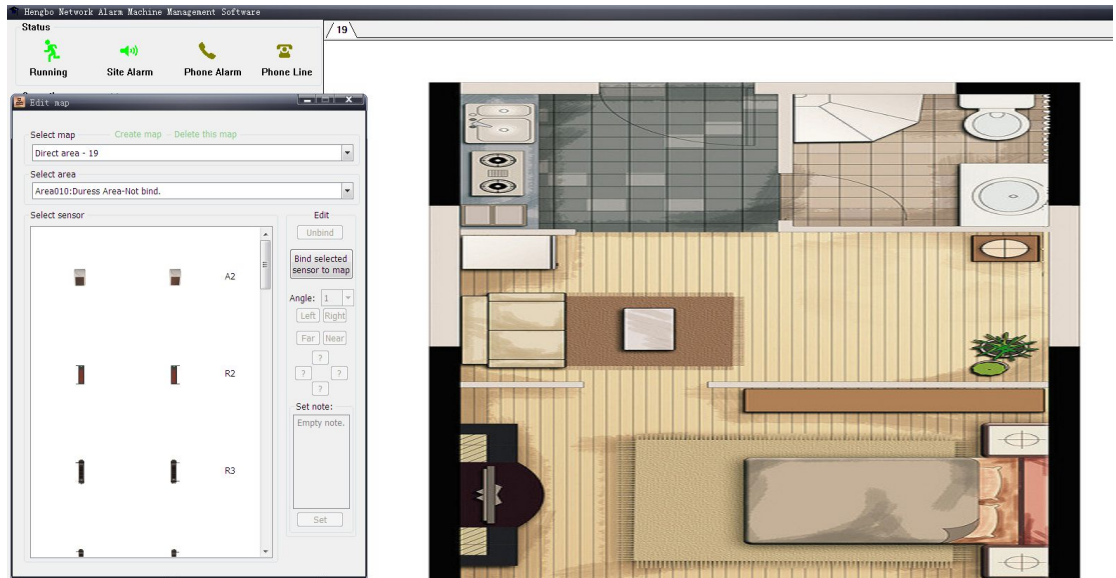 Hengbo Network Alarm Machine Management Software
Status
Running Site Alarm Phone Alarm Phone Line
19
Edit map
Select map Create map Delete this map
Direct area - 19
Select area
Area010:Duress Area-Not bind.
Select sensor
A2
R2
R3
Edit
Unbind
Bind selected
sensor to map
Angle: 1
Left Right
Far Near
?
? ?
?
Set note:
Empty note.
Set